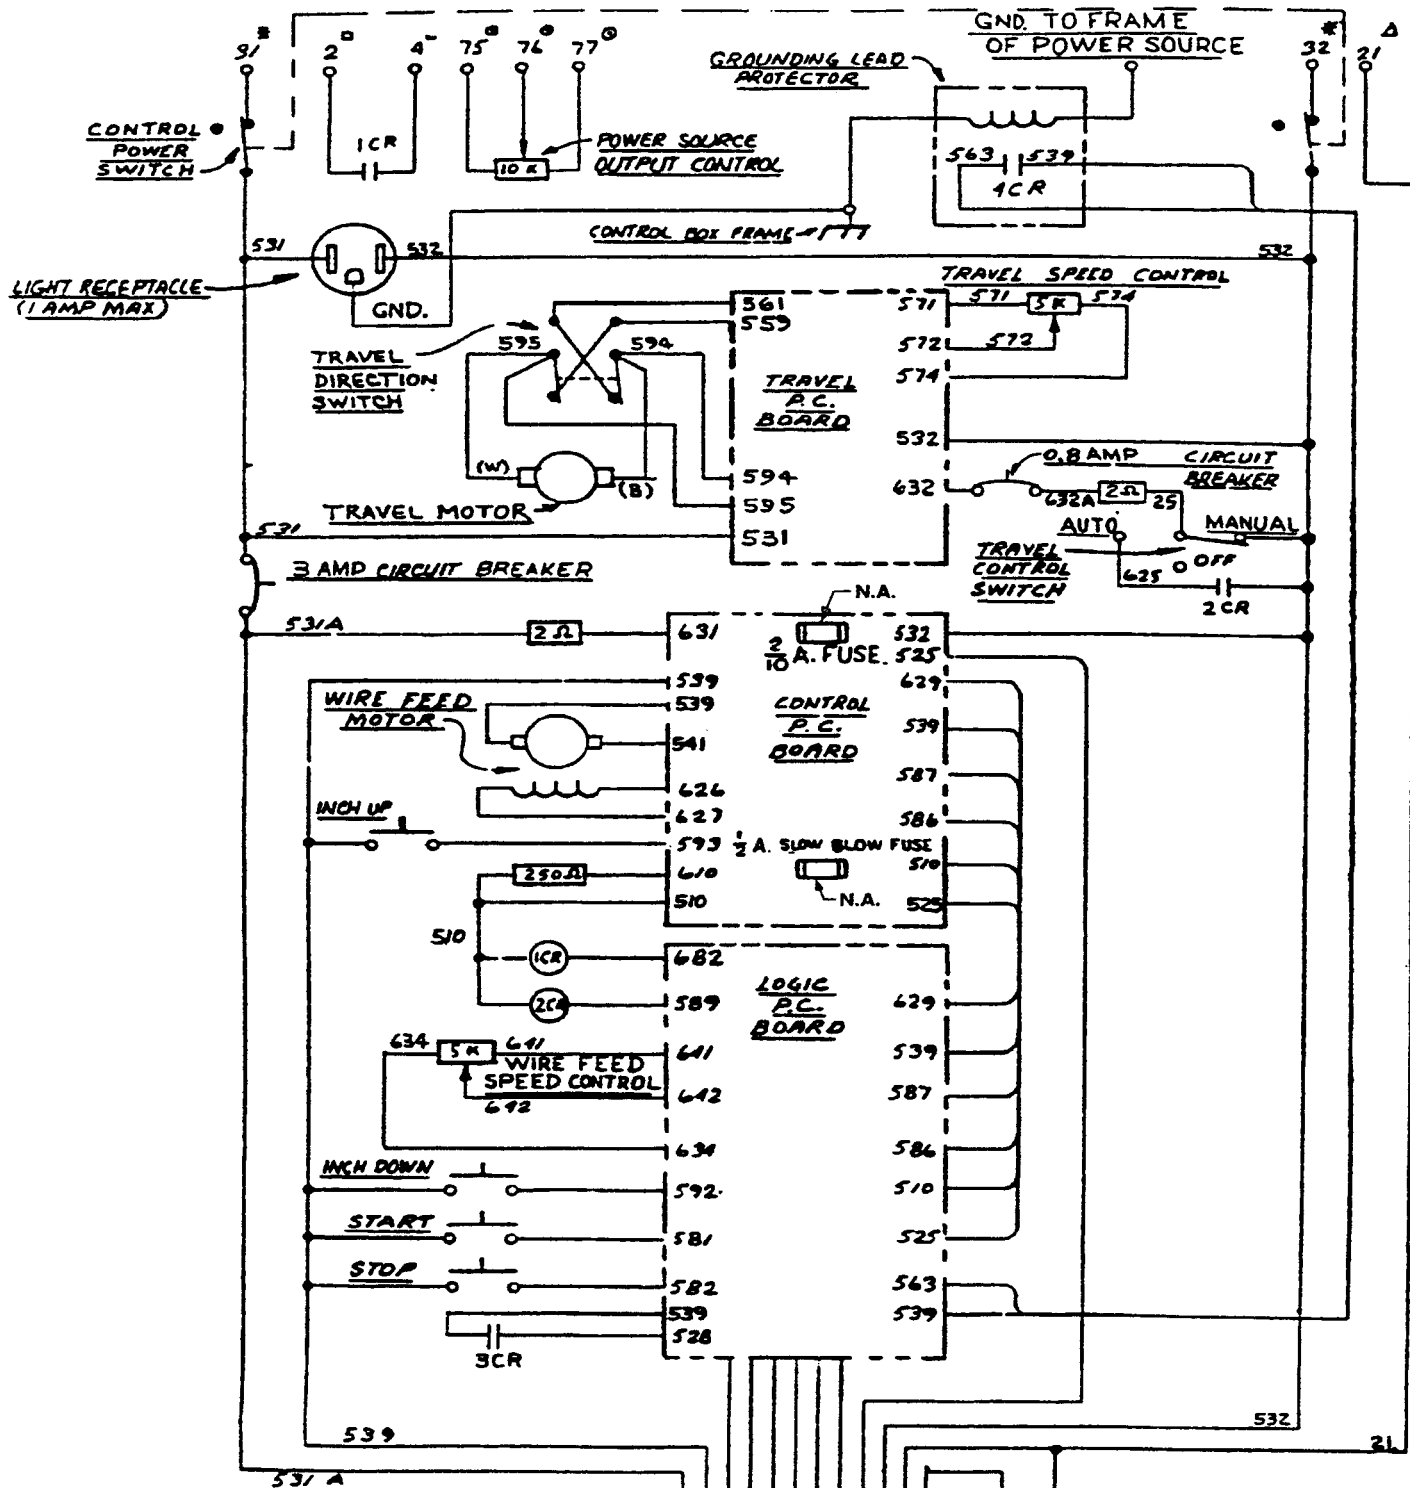 GND. TO FRAME
OF POWER SOURCE
31
2
4
75
76
77
32 *
21 Δ
GROUNDING LEAD
PROTECTOR
CONTROL
POWER
SWITCH
1CR
10 K
POWER SOURCE
OUTPUT CONTROL
563
539
4CR
CONTROL BOX FRAME
531
532
532
LIGHT RECEPTACLE
(1 AMP MAX)
GND.
TRAVEL SPEED CONTROL
561
559
571
571
5K
574
572
572
574
595
594
TRAVEL
DIRECTION
SWITCH
TRAVEL
P.C.
BOARD
532
0.8 AMP CIRCUIT
BREAKER
(W)
(B)
594
632
632A
2Ω
25
595
TRAVEL MOTOR
531
531
AUTO
MANUAL
OFF
TRAVEL
CONTROL
SWITCH
625
2CR
3 AMP CIRCUIT BREAKER
N.A.
531A
2 Ω
631
532
2/10 A. FUSE
525
539
629
WIRE FEED
MOTOR
539
CONTROL
P.C.
BOARD
539
541
587
626
627
586
INCH UP
593
1/2 A. SLOW BLOW FUSE
250Ω
610
510
510
N.A.
525
510
1CR
682
2CR
589
LOGIC
P.C.
BOARD
629
634
5K
641
641
539
WIRE FEED
SPEED CONTROL
642
642
587
634
586
INCH DOWN
592
510
START
581
525
STOP
582
563
539
539
528
3CR
532
539
21
531 A